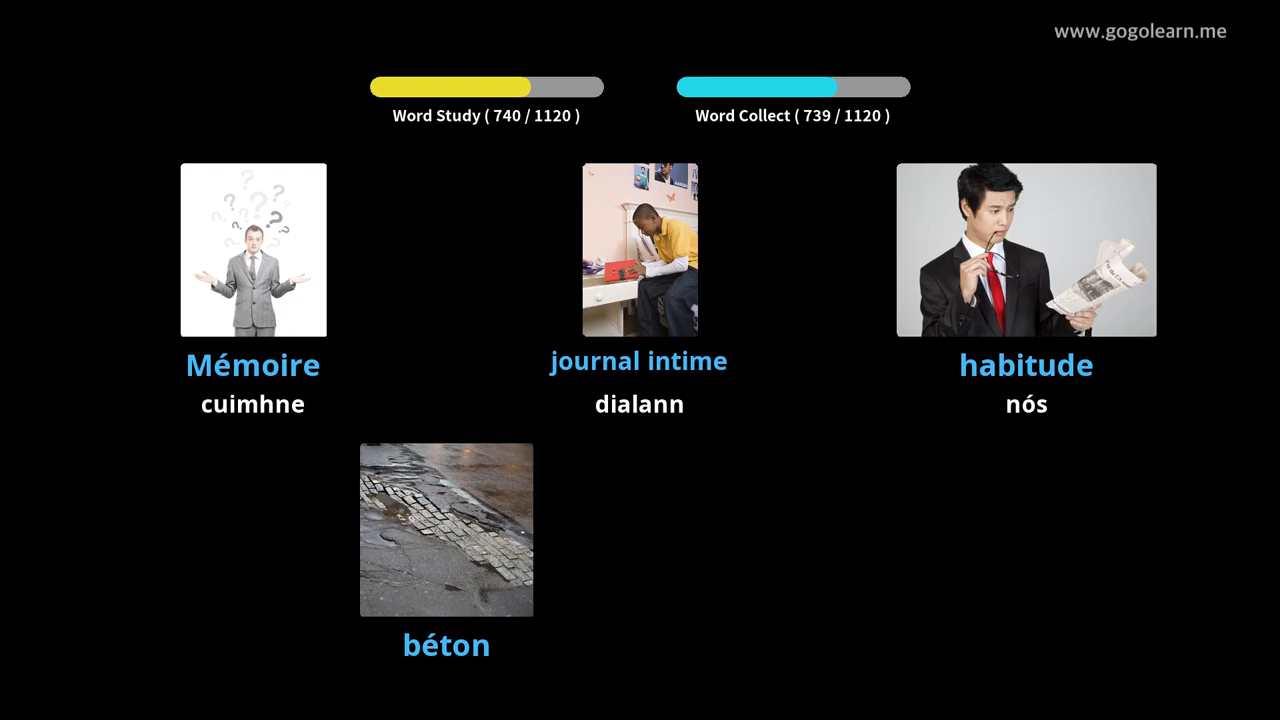 www.gogolearn.me
Word Study ( 740 / 1120 )
Word Collect ( 739 / 1120 )
Mémoire
cuimhne
journal intime
dialann
habitude
nós
béton